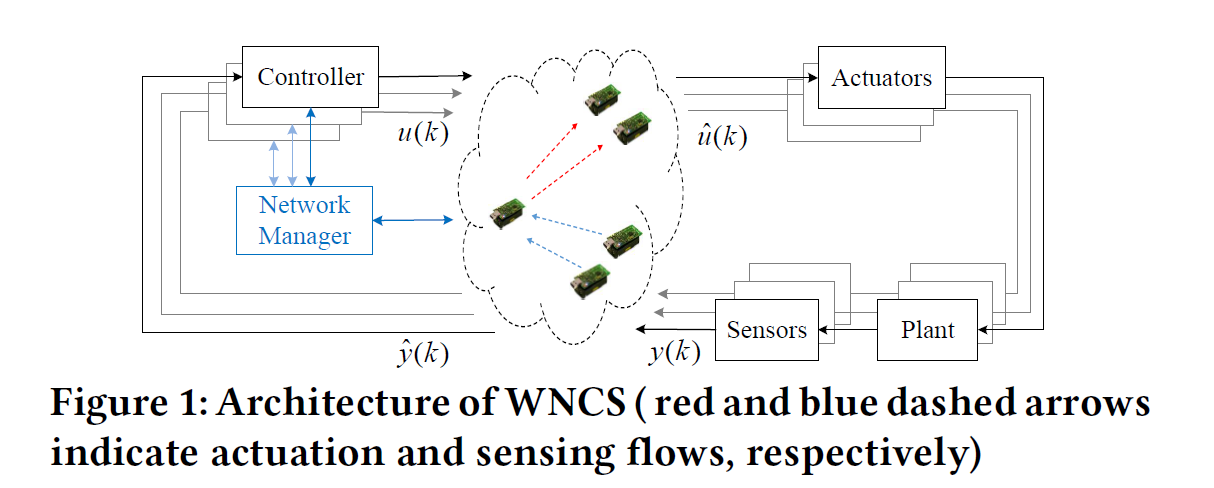 Controller
Actuators
u(k)
û(k)
Network
Manager
Sensors
Plant
ŷ(k)
y(k)
Figure 1: Architecture of WNCS ( red and blue dashed arrows
indicate actuation and sensing flows, respectively)